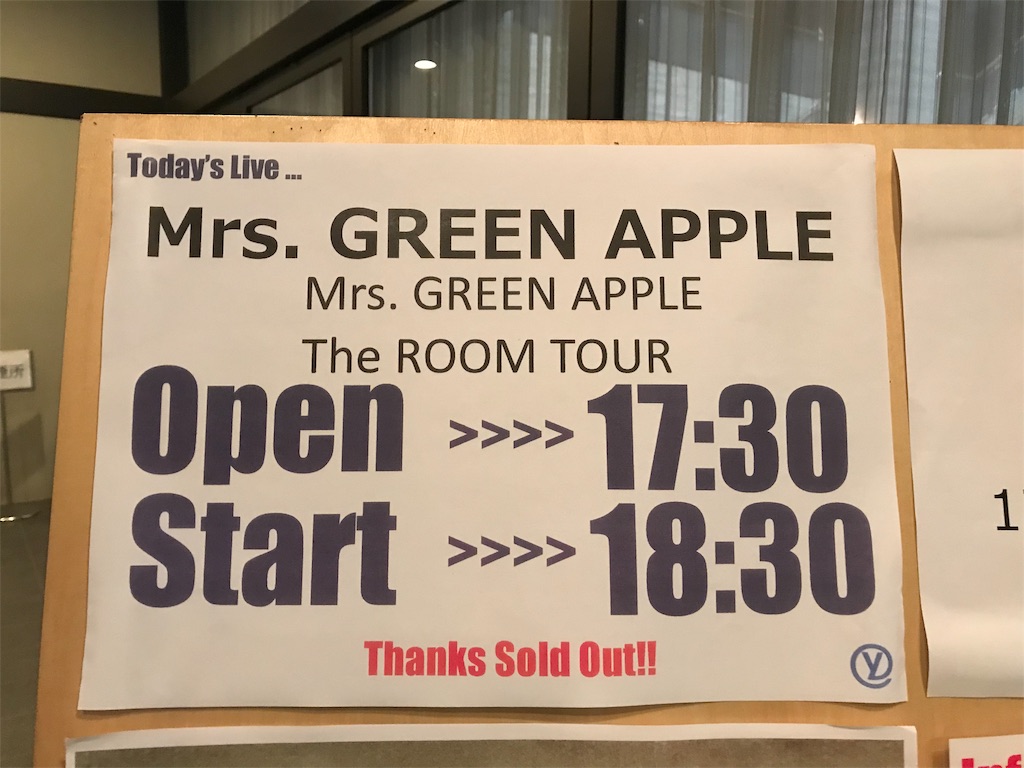 Today's Live ...
Mrs. GREEN APPLE
Mrs. GREEN APPLE
The ROOM TOUR
Open >>>> 17:30
Start >>>> 18:30
Thanks Sold Out!!